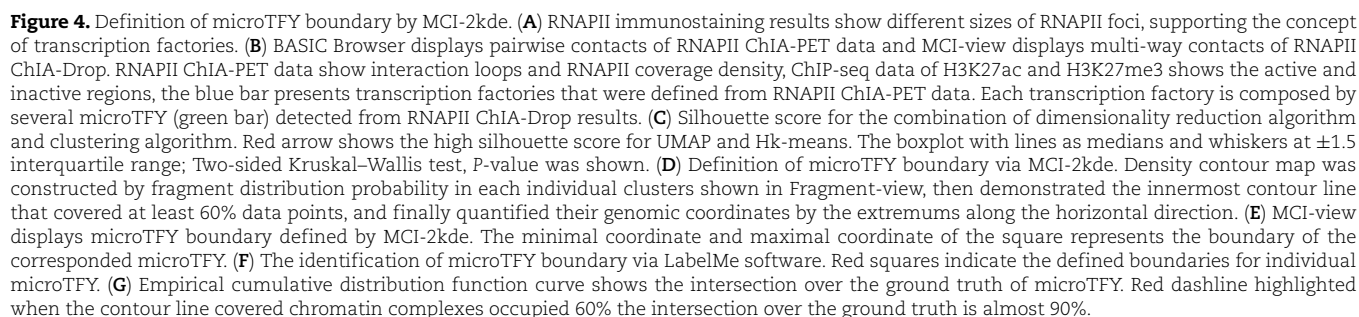 Figure 4. Definition of microTFY boundary by MCI-2kde. (A) RNAPII immunostaining results show different sizes of RNAPII foci, supporting the concept
of transcription factories. (B) BASIC Browser displays pairwise contacts of RNAPII ChIA-PET data and MCI-view displays multi-way contacts of RNAPII
ChIA-Drop. RNAPII ChIA-PET data show interaction loops and RNAPII coverage density, ChIP-seq data of H3K27ac and H3K27me3 shows the active and
inactive regions, the blue bar presents transcription factories that were defined from RNAPII ChIA-PET data. Each transcription factory is composed by
several microTFY (green bar) detected from RNAPII ChIA-Drop results. (C) Silhouette score for the combination of dimensionality reduction algorithm
and clustering algorithm. Red arrow shows the high silhouette score for UMAP and Hk-means. The boxplot with lines as medians and whiskers at ±1.5
interquartile range; Two-sided Kruskal–Wallis test, P-value was shown. (D) Definition of microTFY boundary via MCI-2kde. Density contour map was
constructed by fragment distribution probability in each individual clusters shown in Fragment-view, then demonstrated the innermost contour line
that covered at least 60% data points, and finally quantified their genomic coordinates by the extremums along the horizontal direction. (E) MCI-view
displays microTFY boundary defined by MCI-2kde. The minimal coordinate and maximal coordinate of the square represents the boundary of the
corresponded microTFY. (F) The identification of microTFY boundary via LabelMe software. Red squares indicate the defined boundaries for individual
microTFY. (G) Empirical cumulative distribution function curve shows the intersection over the ground truth of microTFY. Red dashline highlighted
when the contour line covered chromatin complexes occupied 60% the intersection over the ground truth is almost 90%.